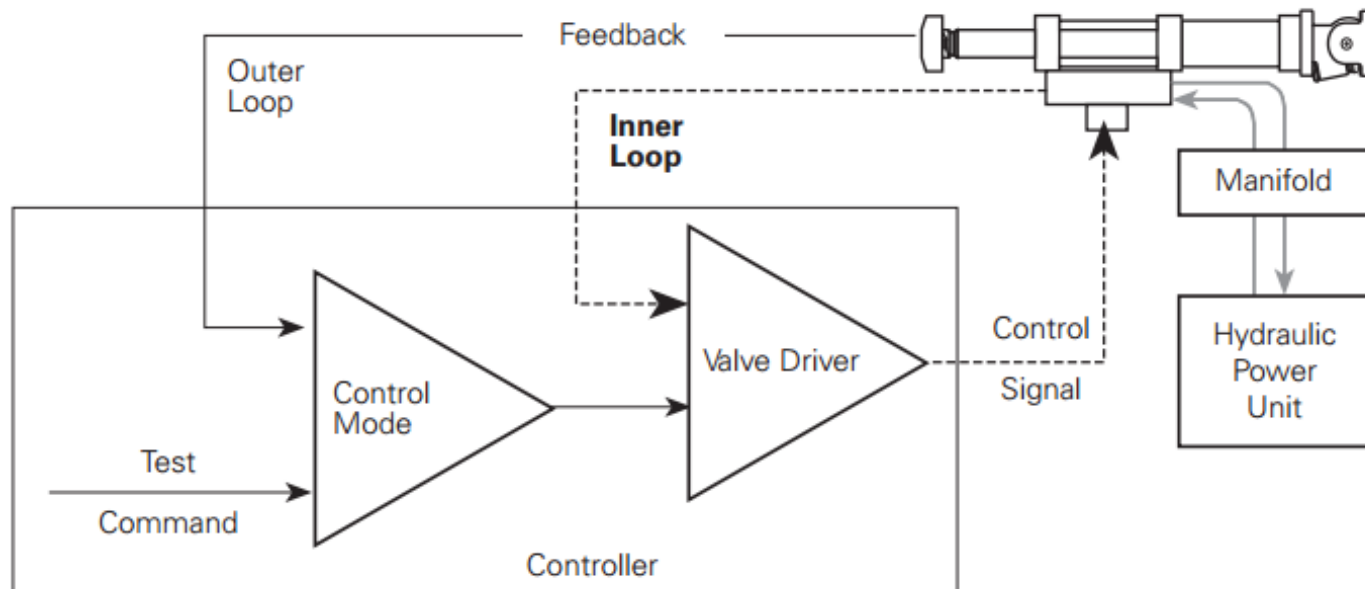 Feedback
Outer
Loop
Inner
Loop
Manifold
Control
Mode
Valve Driver
Control
Signal
Hydraulic
Power
Unit
Test
Command
Controller